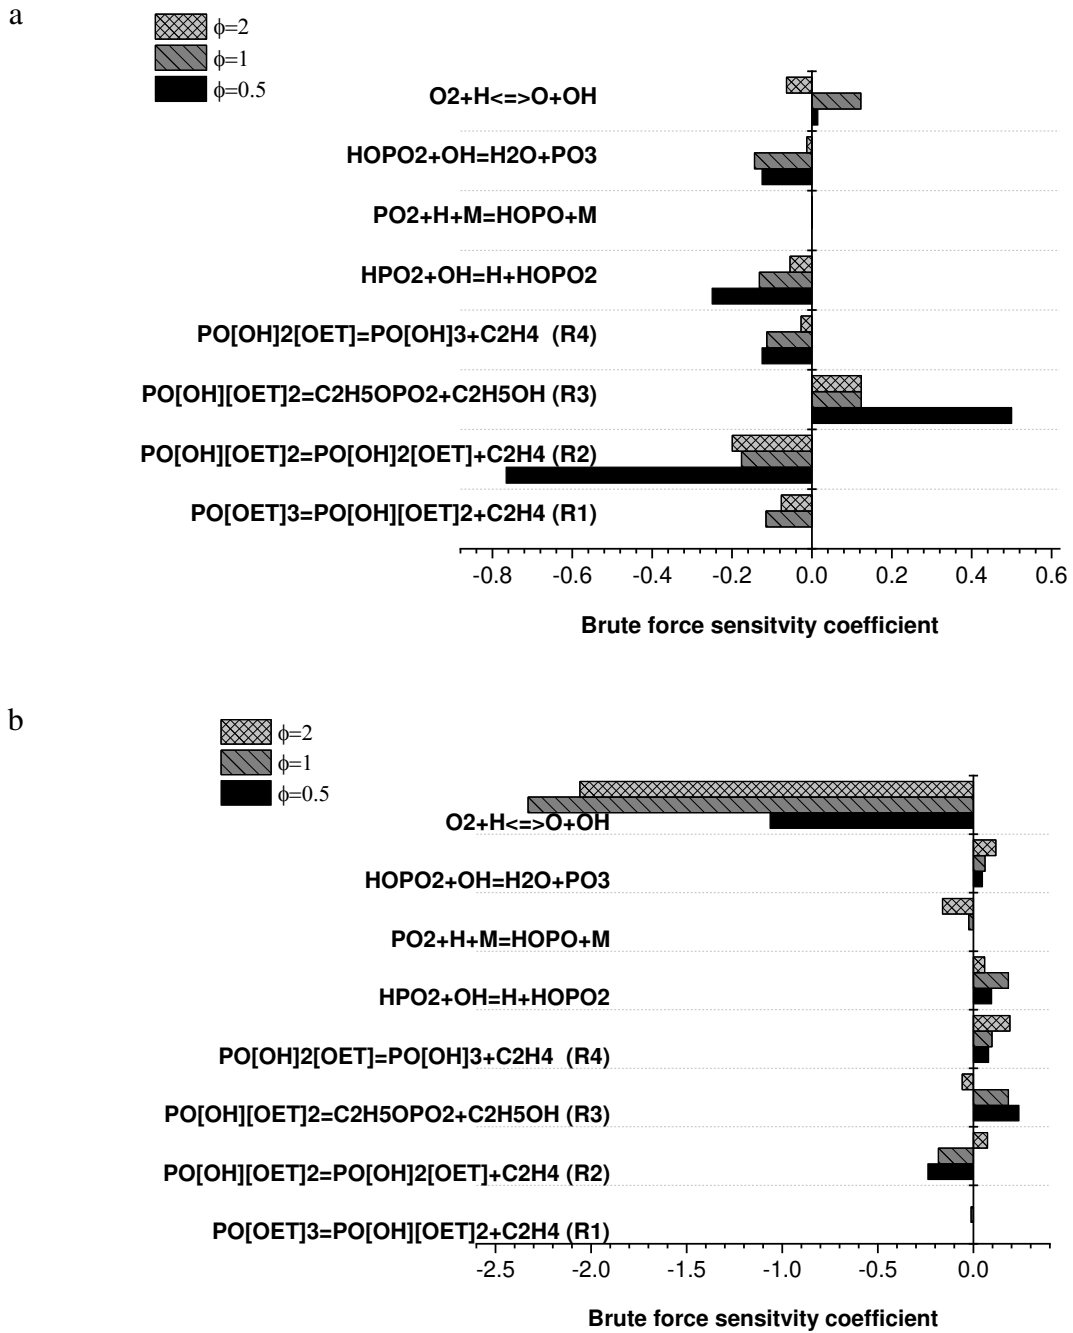 a
ϕ=2
ϕ=1
ϕ=0.5
O2+H<=>O+OH
HOPO2+OH=H2O+PO3
PO2+H+M=HOPO+M
HPO2+OH=H+HOPO2
PO[OH]2[OET]=PO[OH]3+C2H4 (R4)
PO[OH][OET]2=C2H5OPO2+C2H5OH (R3)
PO[OH][OET]2=PO[OH]2[OET]+C2H4 (R2)
PO[OET]3=PO[OH][OET]2+C2H4 (R1)
-0.8 -0.6 -0.4 -0.2 0.0 0.2 0.4 0.6
Brute force sensitvity coefficient
b
ϕ=2
ϕ=1
ϕ=0.5
O2+H<=>O+OH
HOPO2+OH=H2O+PO3
PO2+H+M=HOPO+M
HPO2+OH=H+HOPO2
PO[OH]2[OET]=PO[OH]3+C2H4 (R4)
PO[OH][OET]2=C2H5OPO2+C2H5OH (R3)
PO[OH][OET]2=PO[OH]2[OET]+C2H4 (R2)
PO[OET]3=PO[OH][OET]2+C2H4 (R1)
-2.5 -2.0 -1.5 -1.0 -0.5 0.0
Brute force sensitvity coefficient